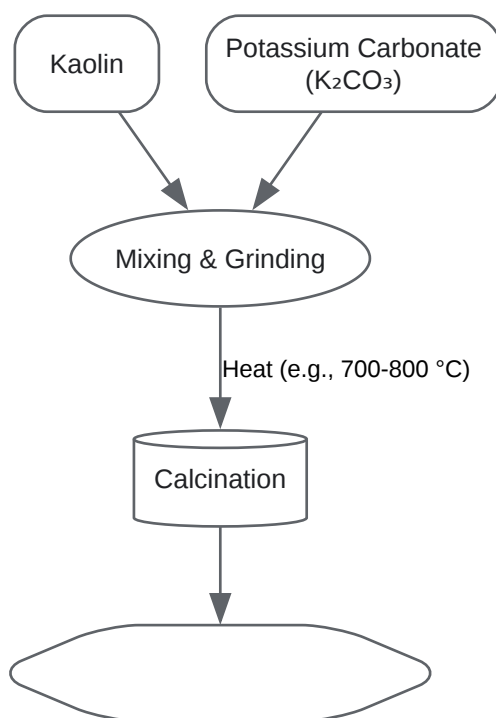 Kaolin
Potassium Carbonate
(K₂CO₃)
Mixing & Grinding
Heat (e.g., 700-800 °C)
Calcination